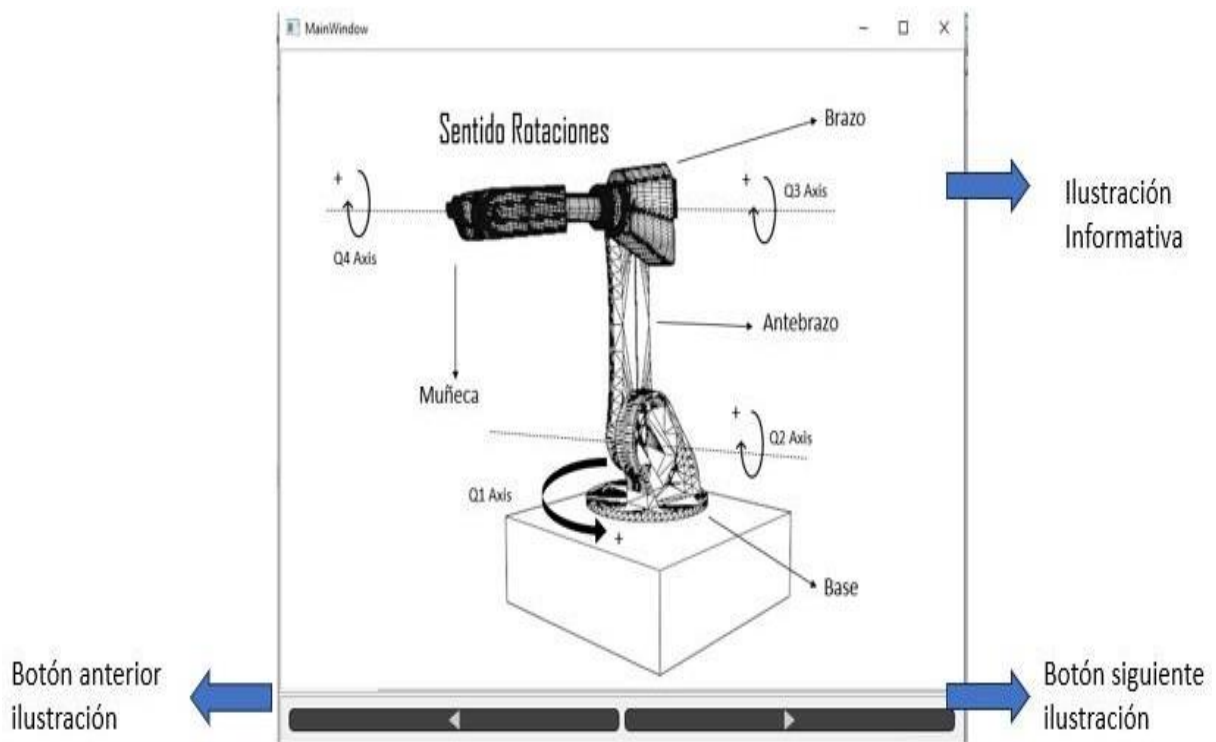 MainWindow
Sentido Rotaciones
Brazo
+
+
Q3 Axis
Q4 Axis
Ilustración
Informativa
Antebrazo
Muñeca
+
Q2 Axis
Q1 Axis
+
Base
Botón anterior
ilustración
Botón siguiente
ilustración